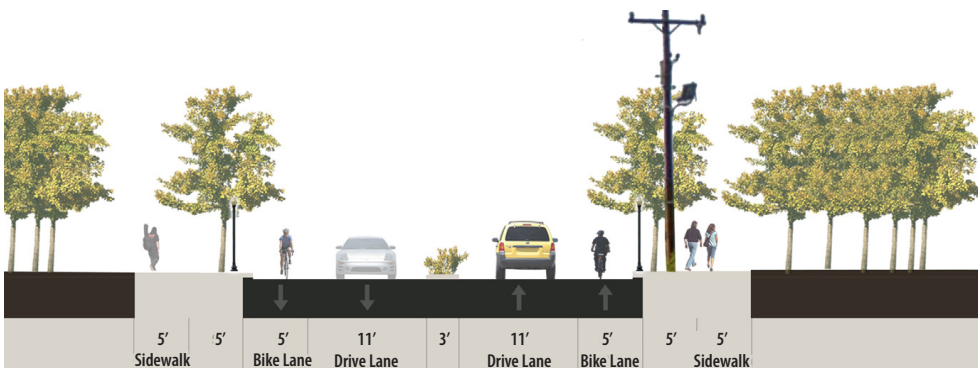 5’ 5’ 5’ 11’ 3’ 11’ 5’ 5’ 5’
Sidewalk Bike Lane Drive Lane Drive Lane Bike Lane Sidewalk